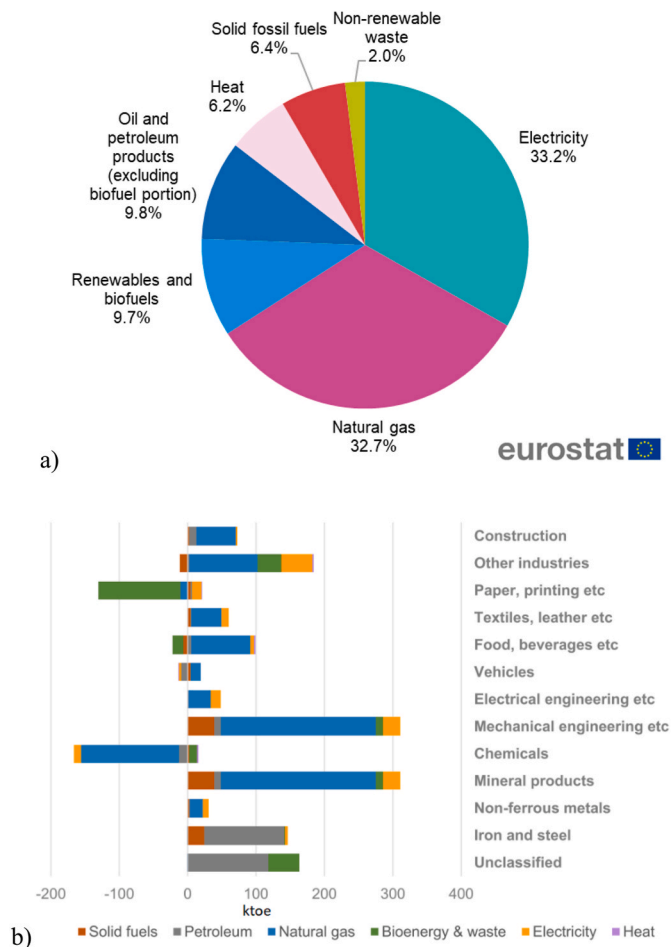 Solid fossil fuels
6.4%
Non-renewable
waste
2.0%
Heat
6.2%
Oil and
petroleum
products
(excluding
biofuel portion)
9.8%
Electricity
33.2%
Renewables and
biofuels
9.7%
Natural gas
32.7%
a)
eurostat
Construction
Other industries
Paper, printing etc
Textiles, leather etc
Food, beverages etc
Vehicles
Electrical engineering etc
Mechanical engineering etc
Chemicals
Mineral products
Non-ferrous metals
Iron and steel
Unclassified
-200 -100 0 100 200 300 400
ktoe
b)
Solid fuels Petroleum Natural gas Bioenergy & waste Electricity Heat